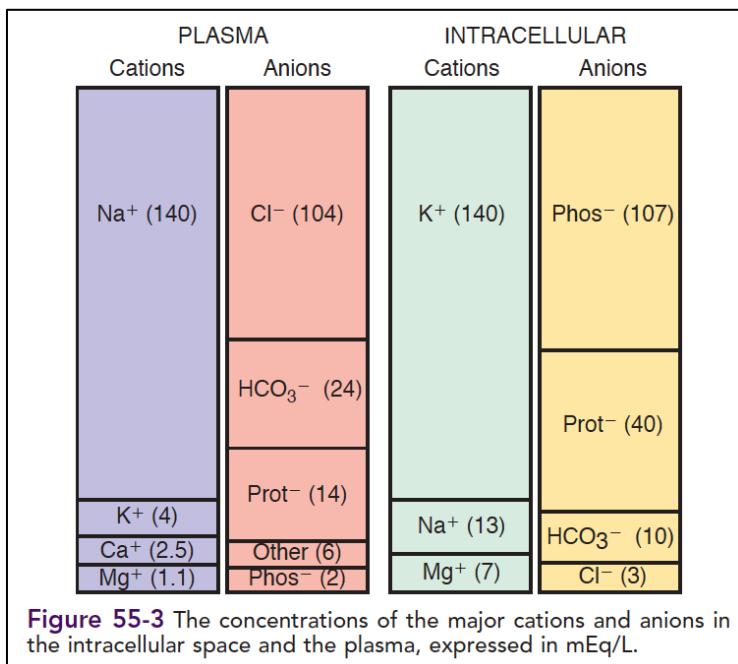 PLASMA INTRACELLULAR
Cations Anions Cations Anions
Na⁺ (140)
Cl⁻ (104)
K⁺ (140)
Phos⁻ (107)
HCO₃⁻ (24)
Prot⁻ (40)
Prot⁻ (14)
K⁺ (4)
Na⁺ (13)
HCO₃⁻ (10)
Ca⁺ (2.5)
Other (6)
Mg⁺ (7)
Cl⁻ (3)
Mg⁺ (1.1)
Phos⁻ (2)
Figure 55-3 The concentrations of the major cations and anions in
the intracellular space and the plasma, expressed in mEq/L.